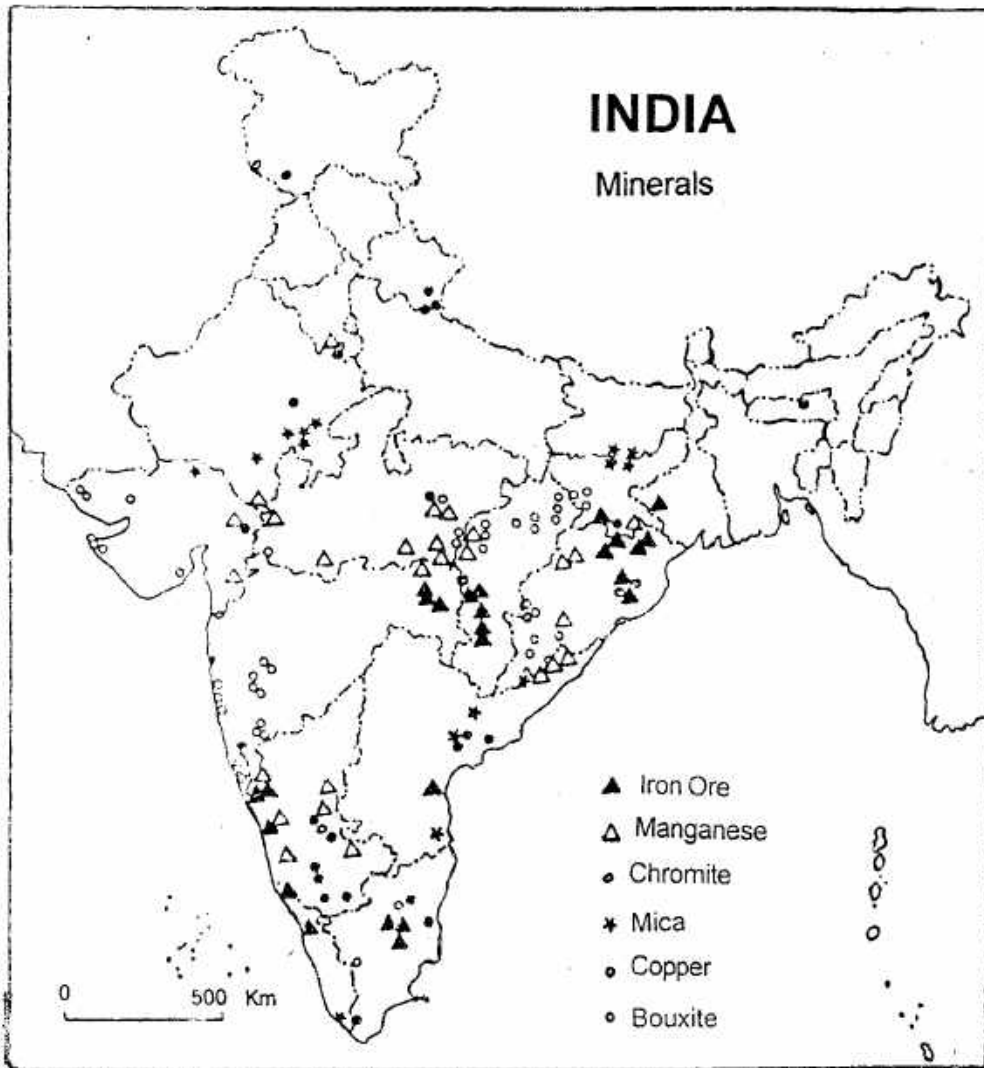 INDIA
Minerals
Iron Ore
Manganese
Chromite
Mica
Copper
Bouxite
0 500 Km